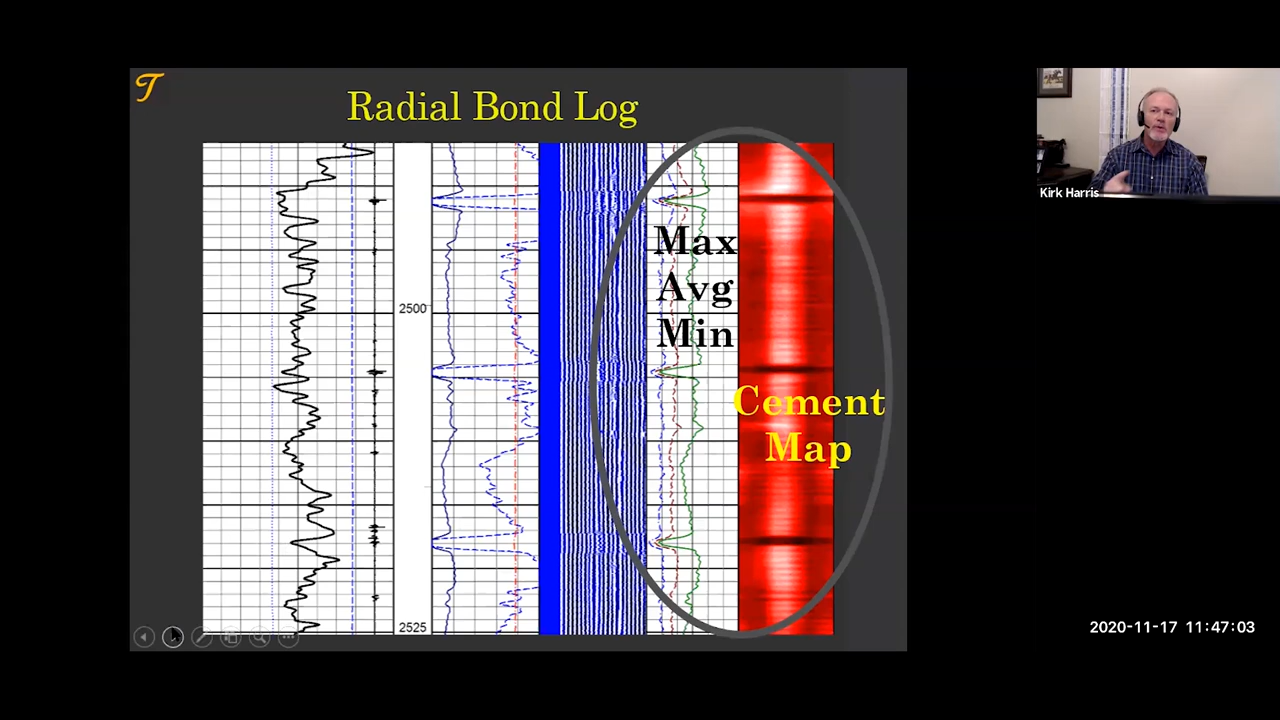 T
Radial Bond Log
Max
Avg
Min
2500
Cement
Map
2525
Kirk Harris
2020-11-17 11:47:03